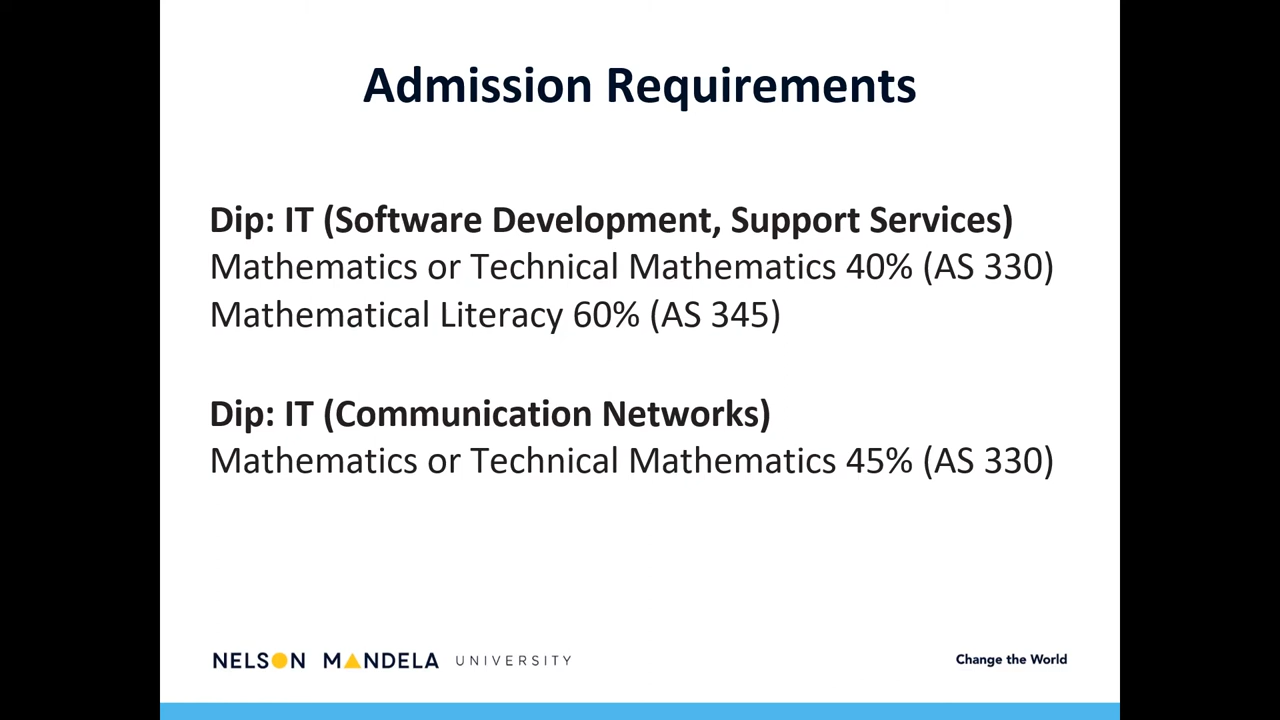 Admission Requirements
Dip: IT (Software Development, Support Services)
Mathematics or Technical Mathematics 40% (AS 330)
Mathematical Literacy 60% (AS 345)
Dip: IT (Communication Networks)
Mathematics or Technical Mathematics 45% (AS 330)
NELSON MANDELA UNIVERSITY
Change the World